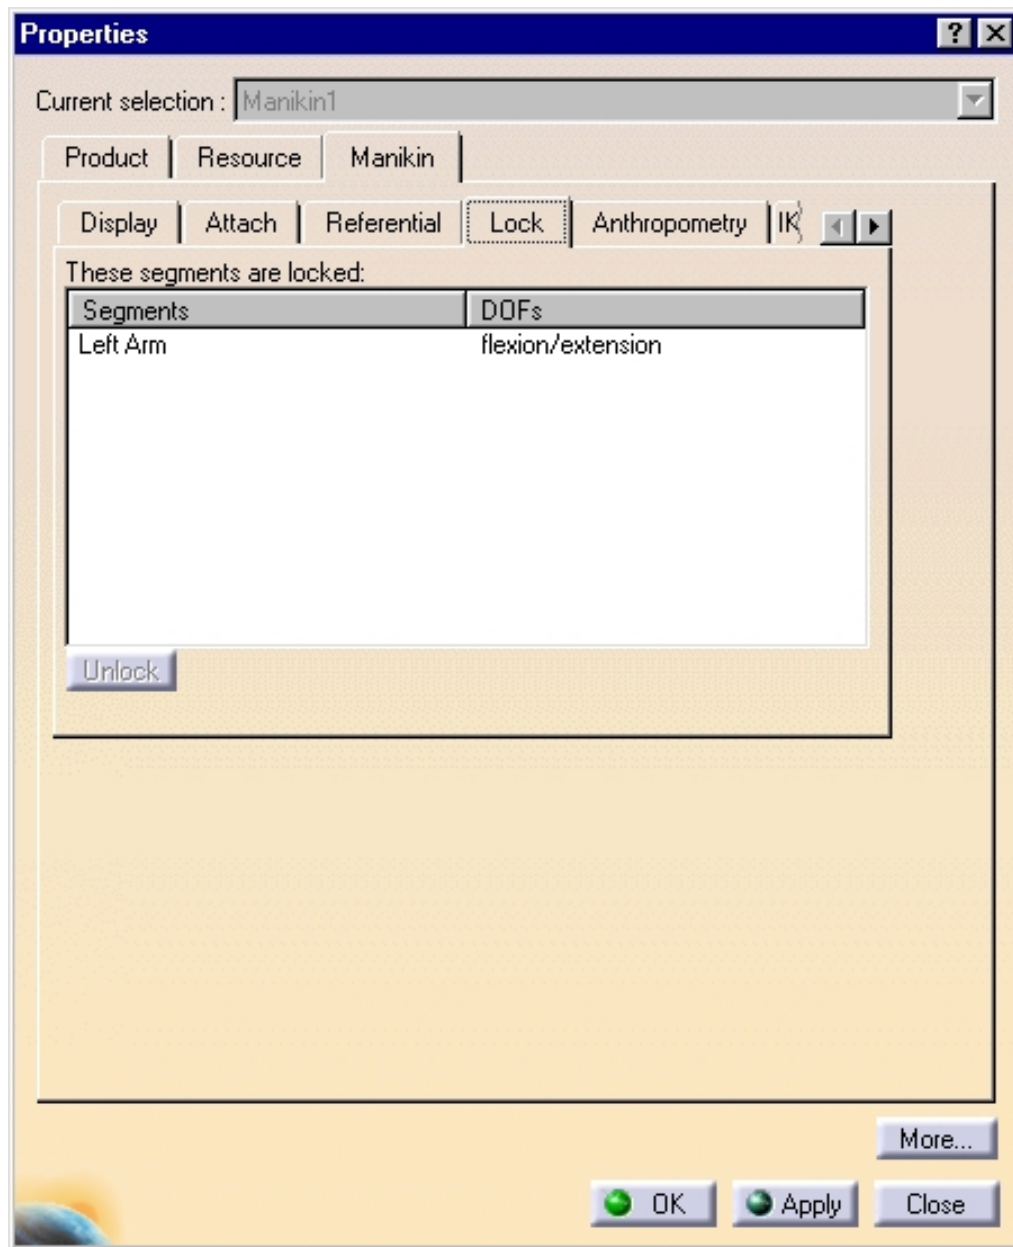 Properties
Current selection : Manikin1
Product Resource Manikin
Display Attach Referential Lock Anthropometry IK
These segments are locked:
Segments DOFs
Left Arm flexion/extension
Unlock
More...
OK Apply Close